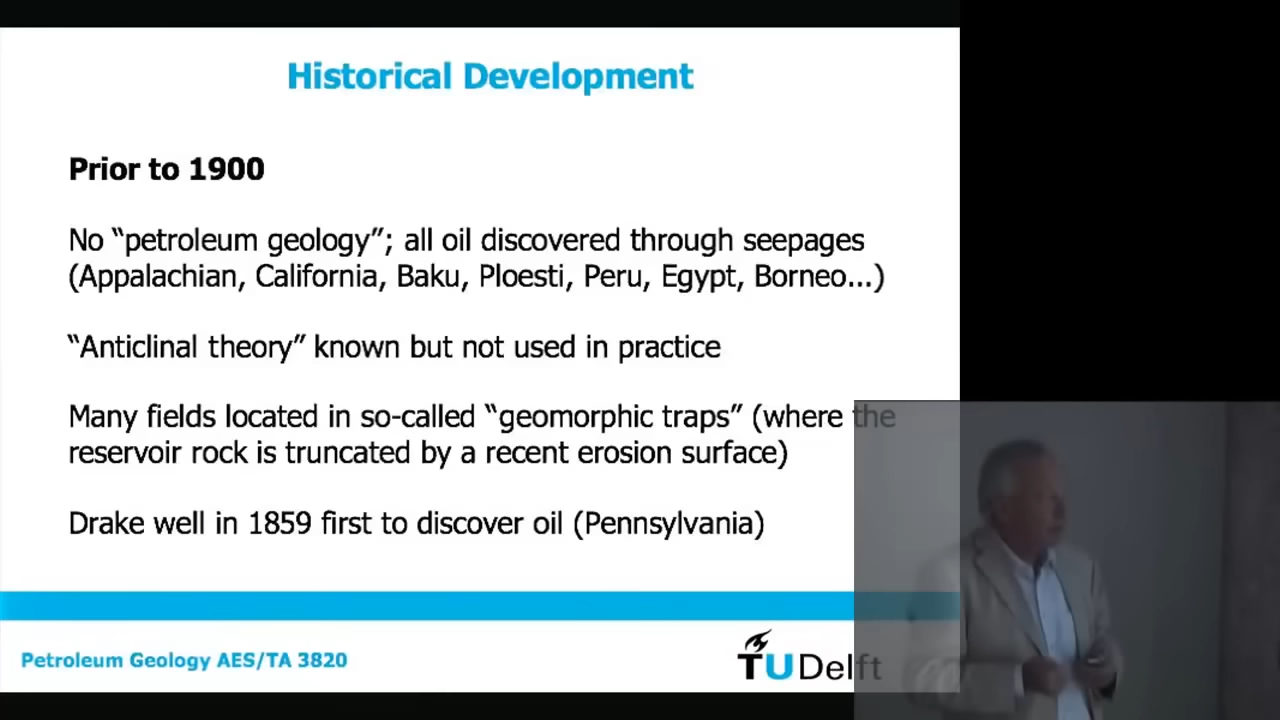 Historical Development
Prior to 1900
No “petroleum geology”; all oil discovered through seepages
(Appalachian, California, Baku, Ploesti, Peru, Egypt, Borneo...)
“Anticlinal theory” known but not used in practice
Many fields located in so-called “geomorphic traps” (where the
reservoir rock is truncated by a recent erosion surface)
Drake well in 1859 first to discover oil (Pennsylvania)
Petroleum Geology AES/TA 3820
TU Delft